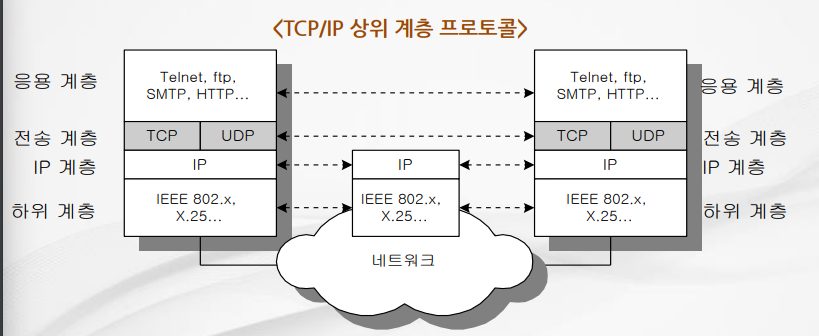 <TCP/IP 상위 계층 프로토콜>
응용 계층
Telnet, ftp,
SMTP, HTTP...
Telnet, ftp,
SMTP, HTTP...
응용 계층
전송 계층
TCP
UDP
TCP
UDP
전송 계층
IP 계층
IP
IP
IP
IP 계층
하위 계층
IEEE 802.x,
X.25...
IEEE 802.x,
X.25...
IEEE 802.x,
X.25...
하위 계층
네트워크